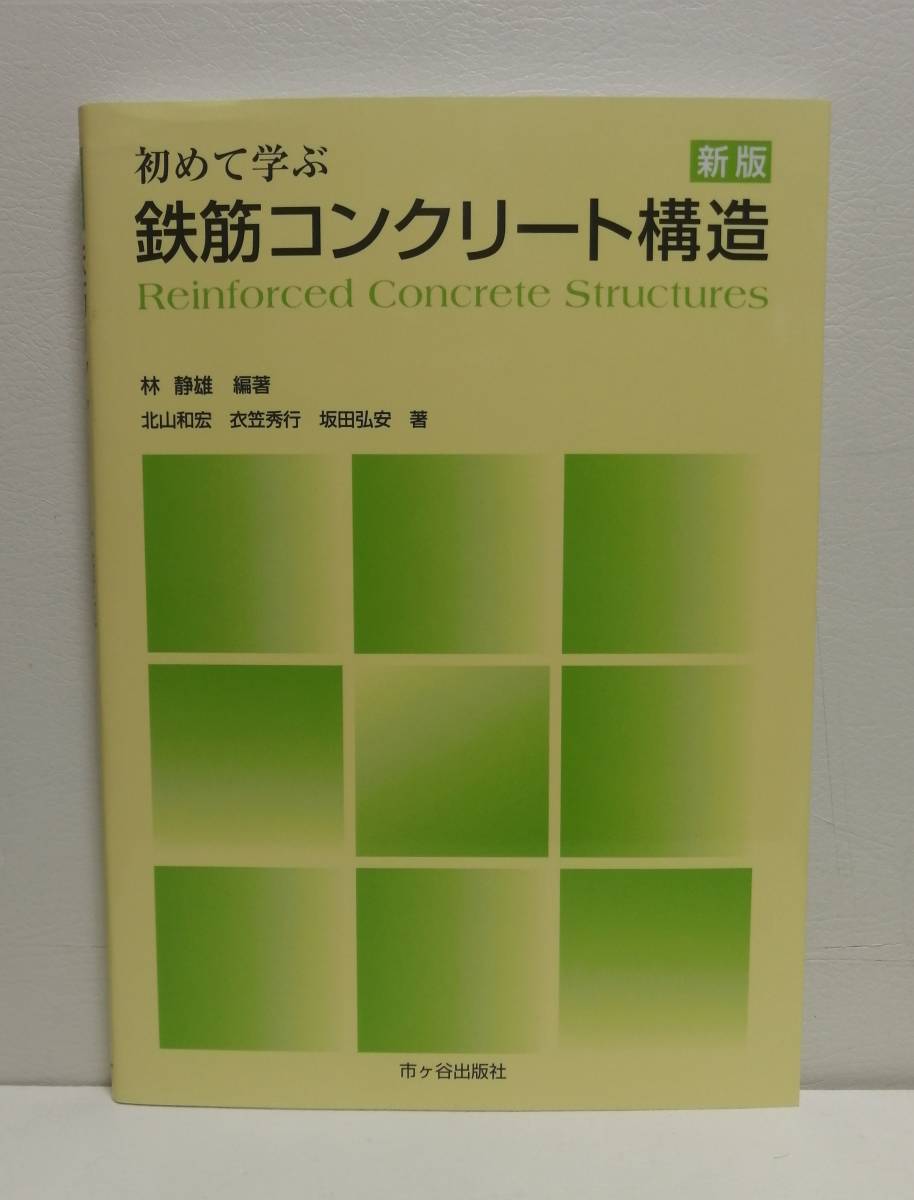 初めて学ぶ
新版
鉄筋コンクリート構造
Reinforced Concrete Structures
林 静雄 編著
北山和宏 衣笠秀行 坂田弘安 著
市ヶ谷出版社